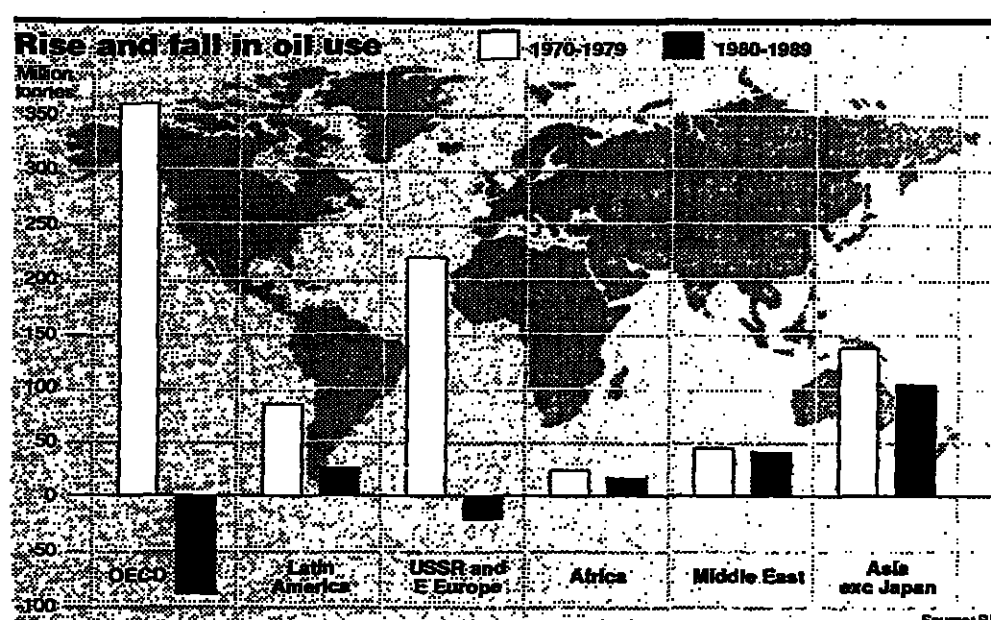 Rise and fall in oil use
1970-1979
1980-1989
Million
tonnes
350
300
250
200
150
100
50
0
-50
-100
OECD
Latin
America
USSR and
E Europe
Africa
Middle East
Asia
exc Japan
Source: